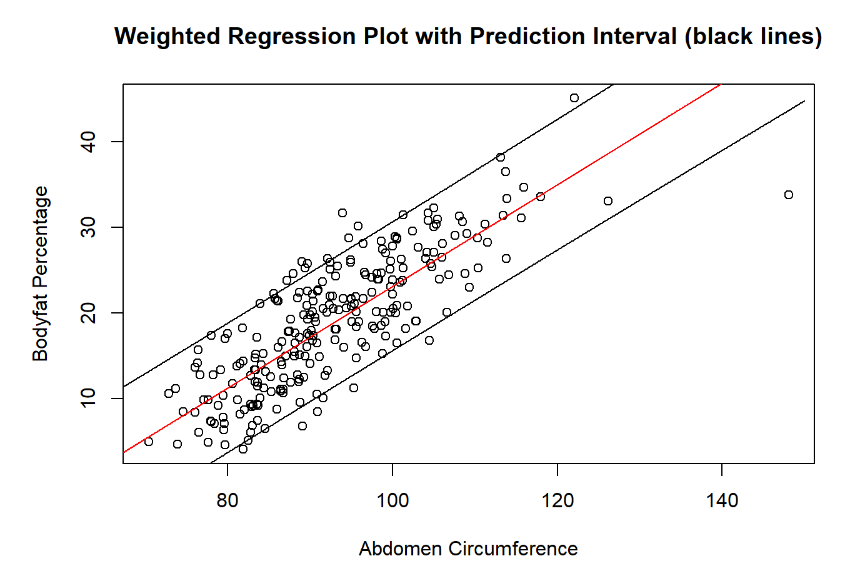 Weighted Regression Plot with Prediction Interval (black lines)
Bodyfat Percentage
40
30
20
10
80 100 120 140
Abdomen Circumference